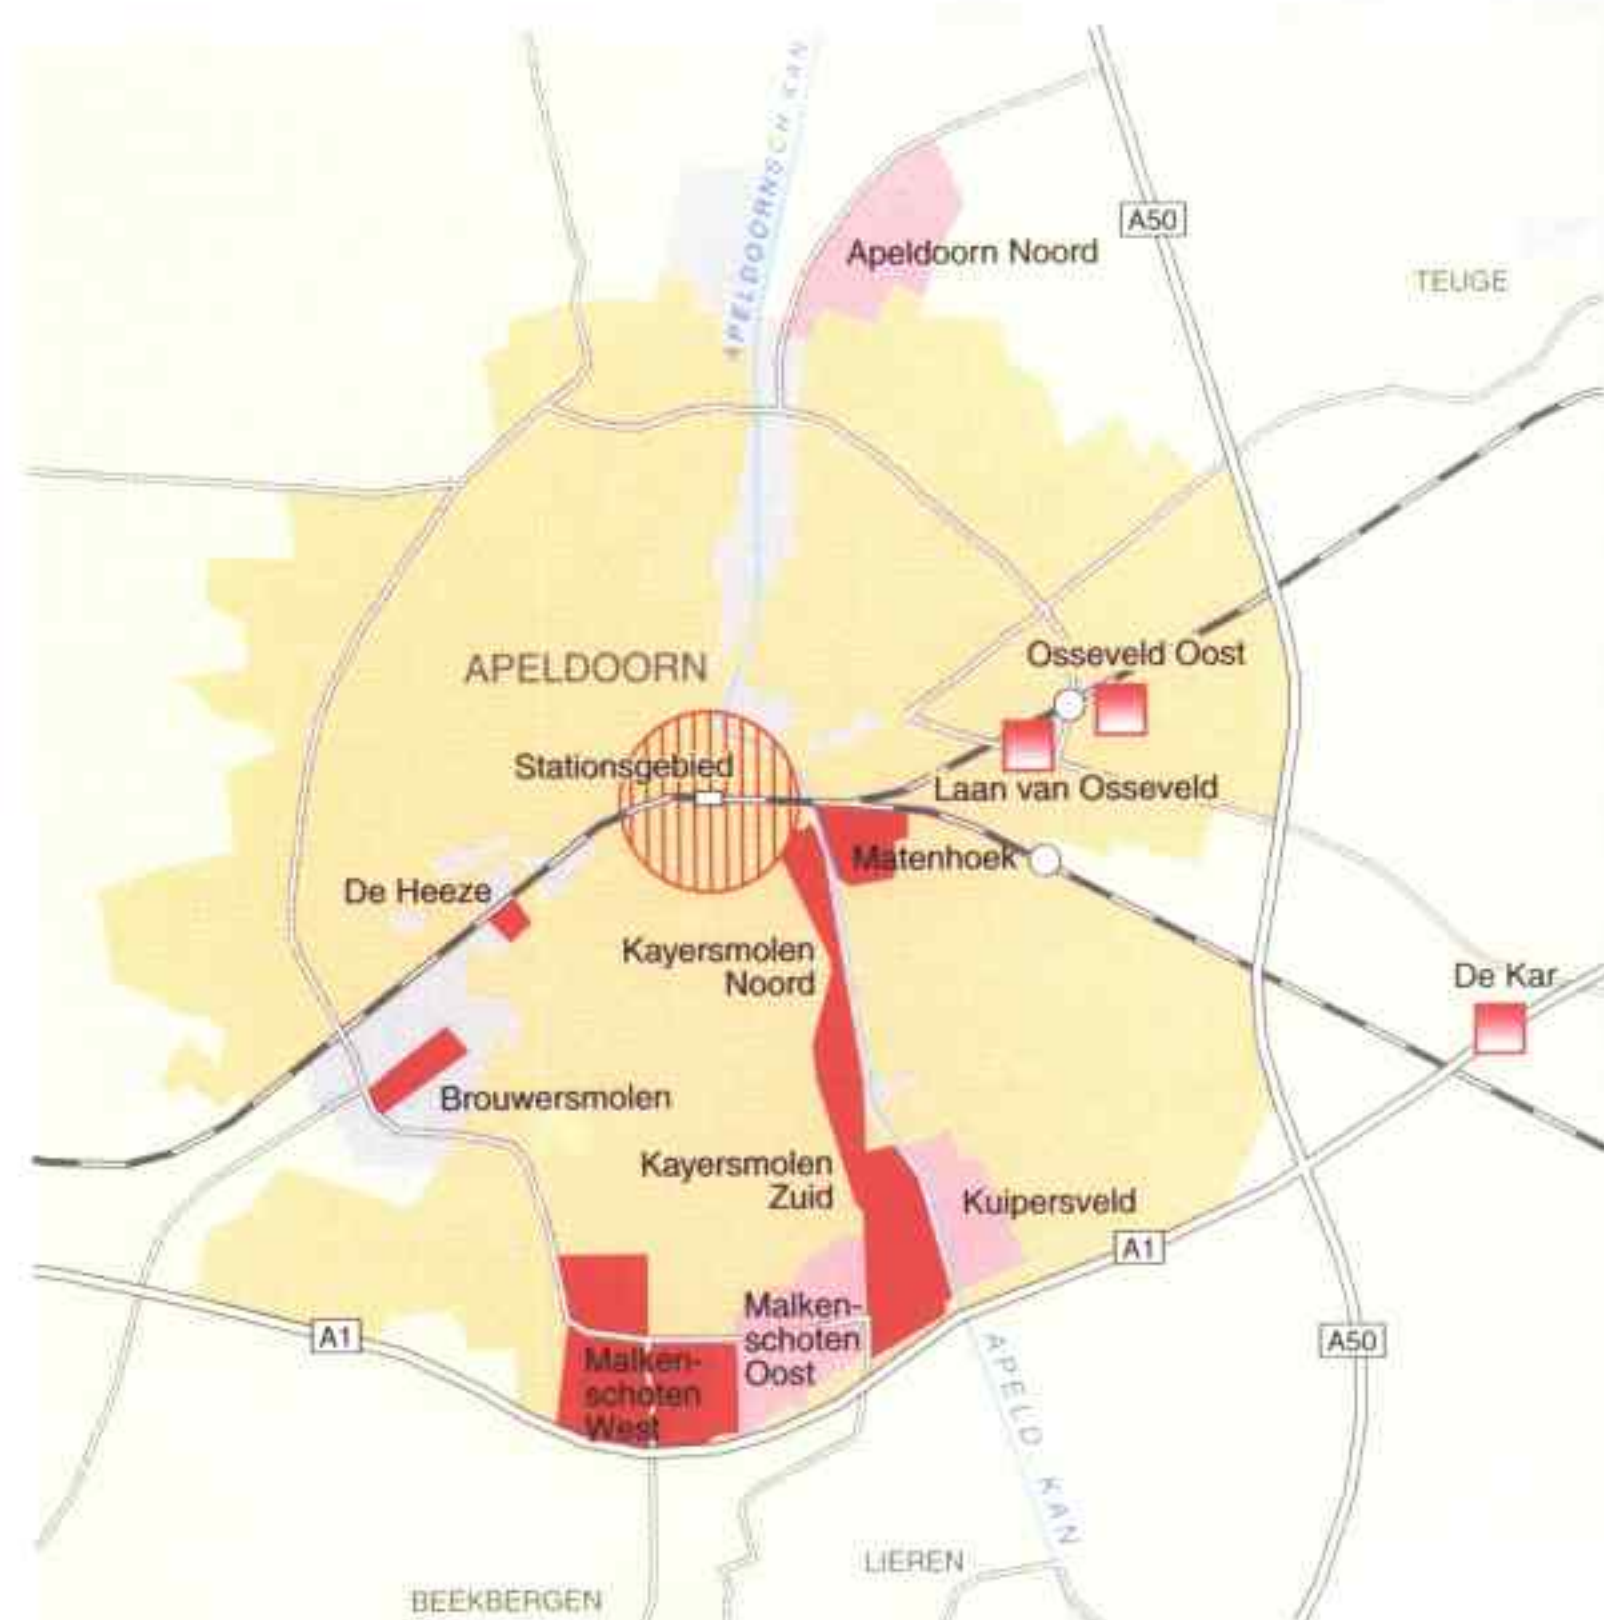 APELDOORNSCH KAN
A50
Apeldoorn Noord
TEUGE
Osseveld Oost
APELDOORN
Stationsgebied
Laan van Osseveld
Matenhoek
De Heeze
Kayersmolen
Noord
De Kar
Brouwersmolen
Kayersmolen
Zuid
Kuipersveld
A1
Malken-
schoten
Oost
A1
A50
Malken-
schoten
West
APELD KAN
LIEREN
BEEKBERGEN